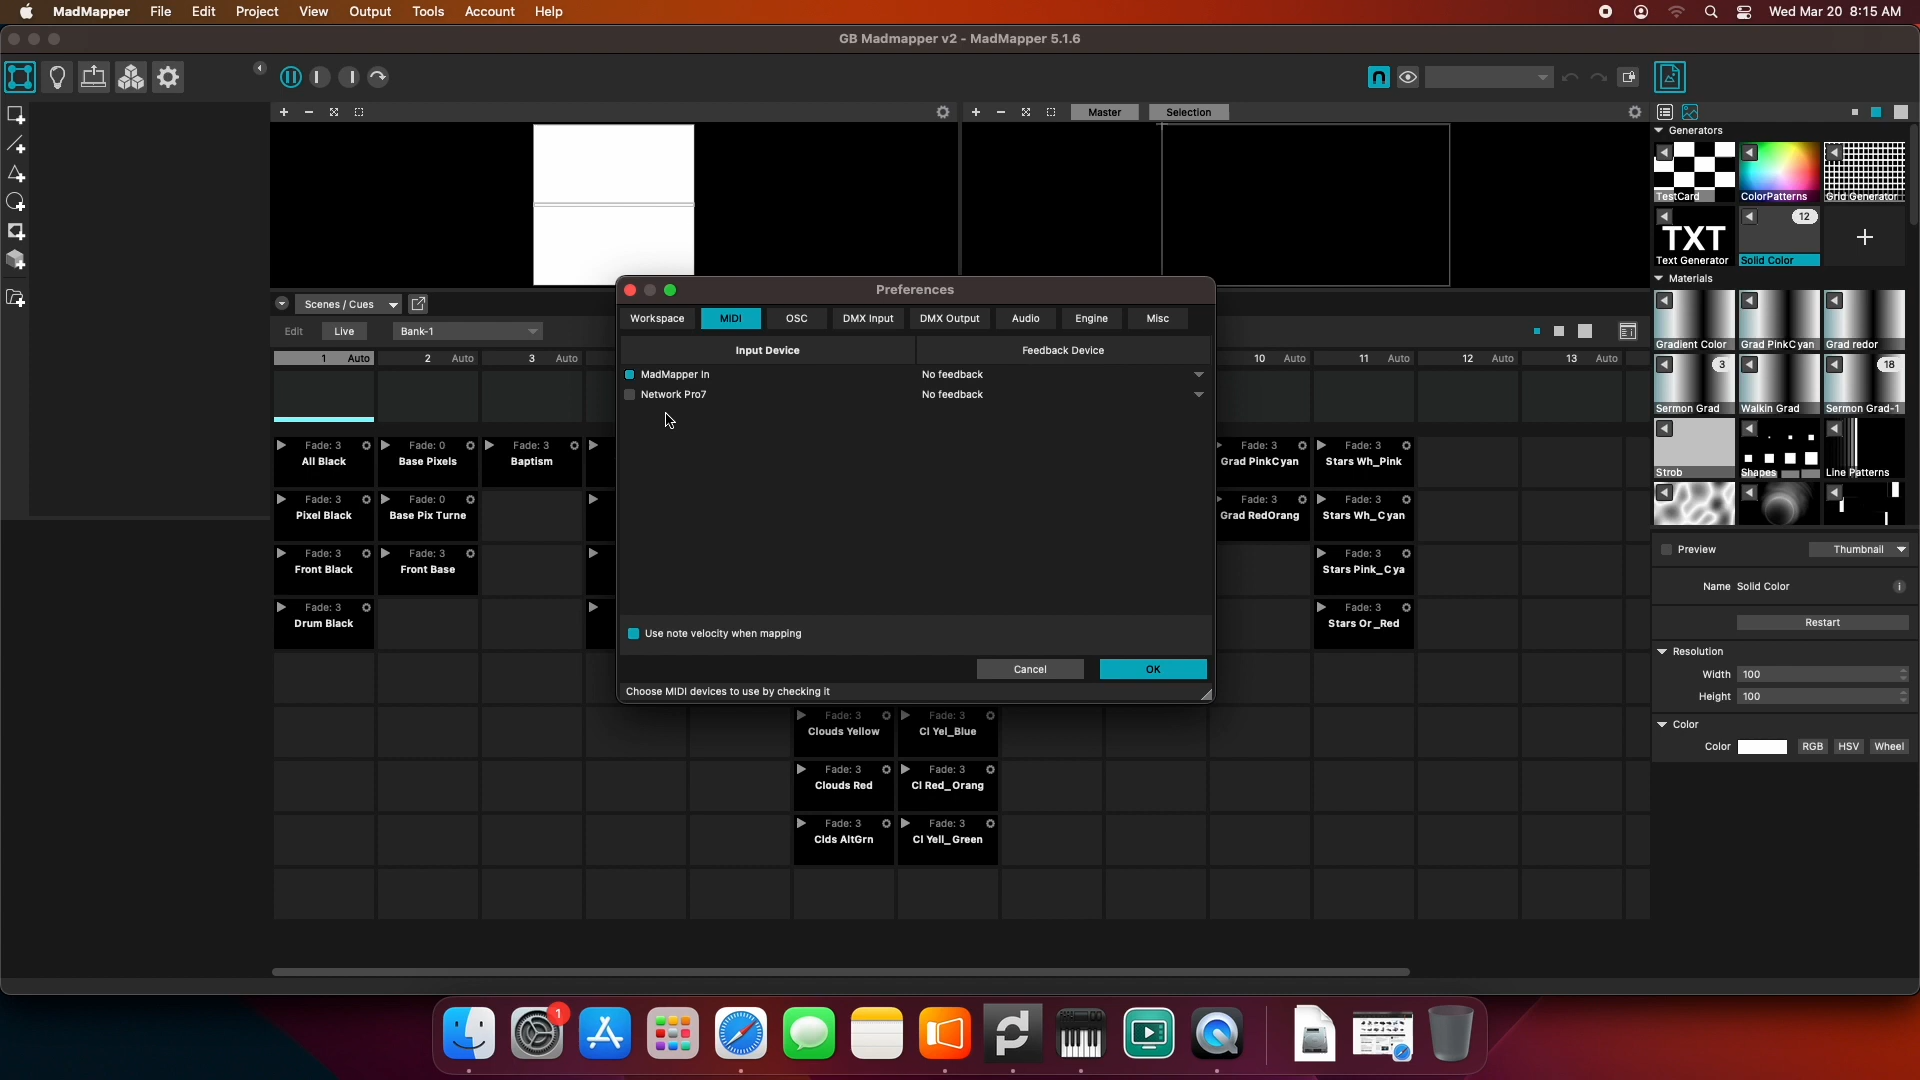 MadMapper File Edit Project View Output Tools Account Help Wed Mar 20 8:15 AM
GB Madmapper v2 - MadMapper 5.1.6
Master Selection
Generators
TestCard ColorPatterns Grid Generator
12
TXT
Text Generator Solid Color
Materials
Gradient Color Grad PinkCyan Grad redor
3 18
Sermon Grad Walkin Grad Sermon Grad-1
Strob Shapes Line Patterns
Preview Thumbnail
Name Solid Color
Restart
Resolution
Width 100
Height 100
Color
Color RGB HSV Wheel
Scenes / Cues
Edit Live Bank-1
1 Auto 2 Auto 3 Auto 10 Auto 11 Auto 12 Auto 13 Auto
Fade: 3 Fade: 0 Fade: 3 Fade: 3 Fade: 3
All Black Base Pixels Baptism Grad PinkCyan Stars Wh_Pink
Fade: 3 Fade: 0 Fade: 3 Fade: 3
Pixel Black Base Pix Turne Grad RedOrang Stars Wh_Cyan
Fade: 3 Fade: 3 Fade: 3
Front Black Front Base Stars Pink_Cya
Fade: 3 Fade: 3
Drum Black Stars Or_Red
Fade: 3 Fade: 3
Clouds Yellow Cl Yel_Blue
Fade: 3 Fade: 3
Clouds Red Cl Red_Orang
Fade: 3 Fade: 3
Clds AltGrn Cl Yell_Green
Preferences
Workspace MIDI OSC DMX Input DMX Output Audio Engine Misc
Input Device Feedback Device
MadMapper In No feedback
Network Pro7 No feedback
Use note velocity when mapping
Cancel OK
Choose MIDI devices to use by checking it
1